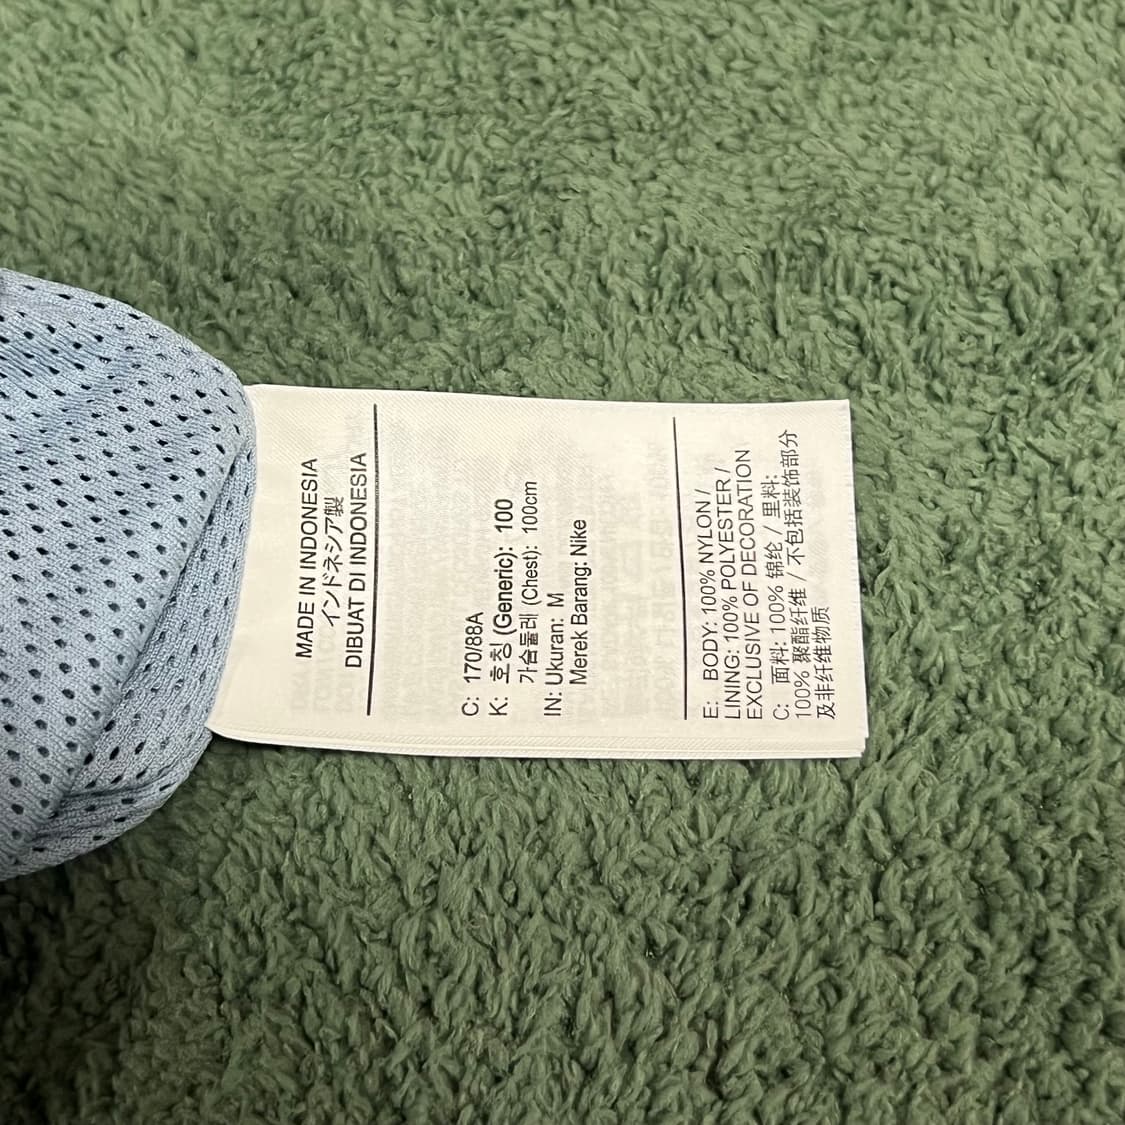 MADE IN INDONESIA
インドネシア製
DIBUAT DI INDONESIA
C: 170/88A
K: 호칭 (Generic): 100
가슴둘레 (Chest): 100cm
IN: Ukuran: M
Merek Barang: Nike
E: BODY: 100% NYLON /
LINING: 100% POLYESTER /
EXCLUSIVE OF DECORATION
C: 面料: 100% 锦纶 / 里料:
100% 聚酯纤维 / 不包括装饰部分
及非纤维物质